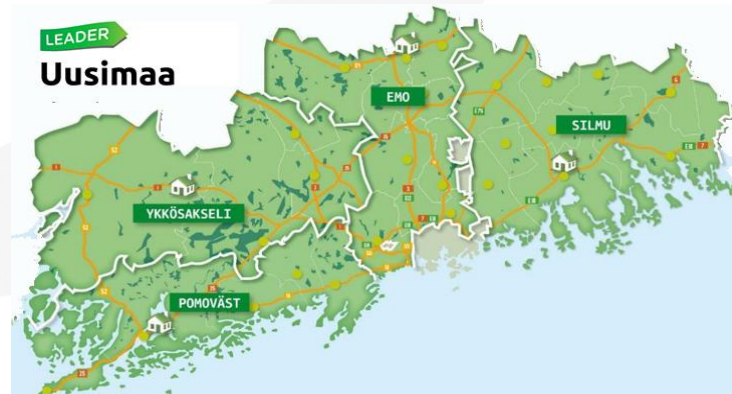 LEADER
Uusimaa
EMO
SILMU
YKKÖSAKSELI
POMOVÄST